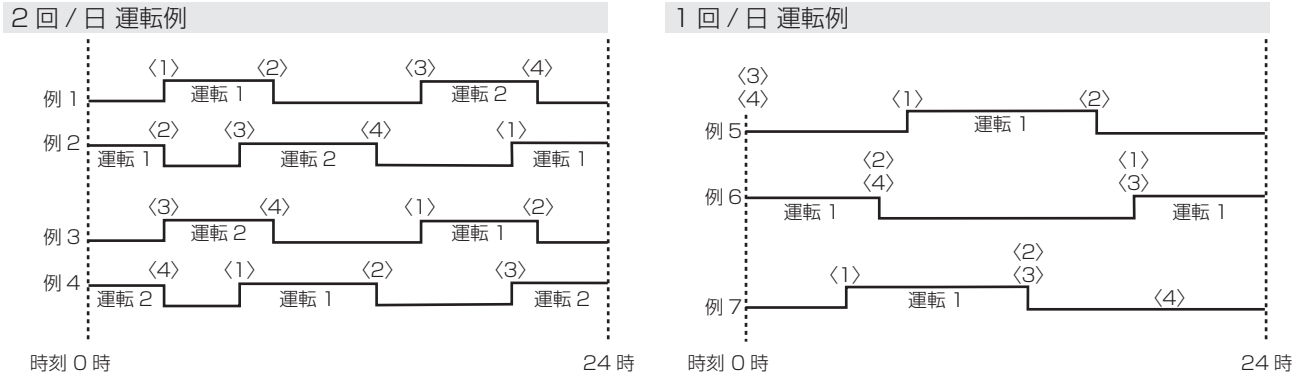 2 回 / 日 運転例
〈1〉 〈2〉 〈3〉 〈4〉
例 1 運転 1 運転 2
〈2〉 〈3〉 〈4〉 〈1〉
例 2
運転 1 運転 2 運転 1
〈3〉 〈4〉 〈1〉 〈2〉
例 3 運転 2 運転 1
〈4〉 〈1〉 〈2〉 〈3〉
例 4
運転 2 運転 1 運転 2
時刻 0 時 24 時
1 回 / 日 運転例
〈3〉
〈4〉 〈1〉 〈2〉
例 5 運転 1
〈2〉 〈1〉
〈4〉 〈3〉
例 6
運転 1 運転 1
〈2〉
〈1〉 〈3〉
例 7 運転 1 〈4〉
時刻 0 時 24 時